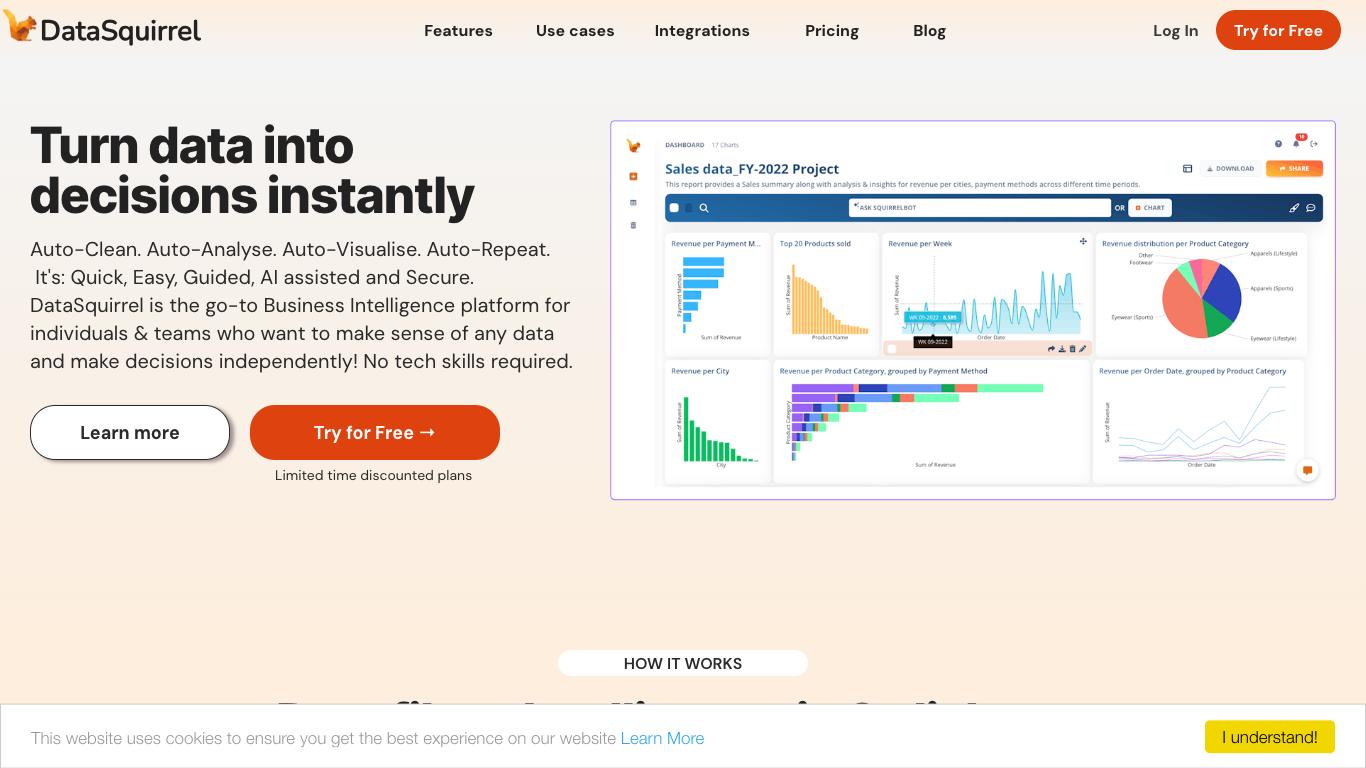 DataSquirrel
Features
Use cases
Integrations
Pricing
Blog
Log In
Try for Free
Turn data into
decisions instantly
Auto-Clean. Auto-Analyse. Auto-Visualise. Auto-Repeat.
It's: Quick, Easy, Guided, AI assisted and Secure.
DataSquirrel is the go-to Business Intelligence platform for
individuals & teams who want to make sense of any data
and make decisions independently! No tech skills required.
Learn more
Try for Free →
Limited time discounted plans
DASHBOARD 17 Charts
Sales data_FY-2022 Project
DOWNLOAD
SHARE
This report provides a Sales summary along with analysis & insights for revenue per cities, payment methods across different time periods.
ASK SQUIRRELBOT
OR
CHART
Revenue per Payment M...
Payment Method
Sum of Revenue
Top 20 Products sold
Sum of Revenue
Product Name
Revenue per Week
Sum of Revenue
WK 09-2022
Order Date
Revenue distribution per Product Category
Other
Footwear
Apparels (Lifestyle)
Apparels (Sports)
Eyewear (Sports)
Eyewear (Lifestyle)
Revenue per City
Sum of Revenue
City
Revenue per Product Category, grouped by Payment Method
Product Category
Sum of Revenue
Revenue per Order Date, grouped by Product Category
Sum of Revenue
Order Date
HOW IT WORKS
This website uses cookies to ensure you get the best experience on our website Learn More
I understand!